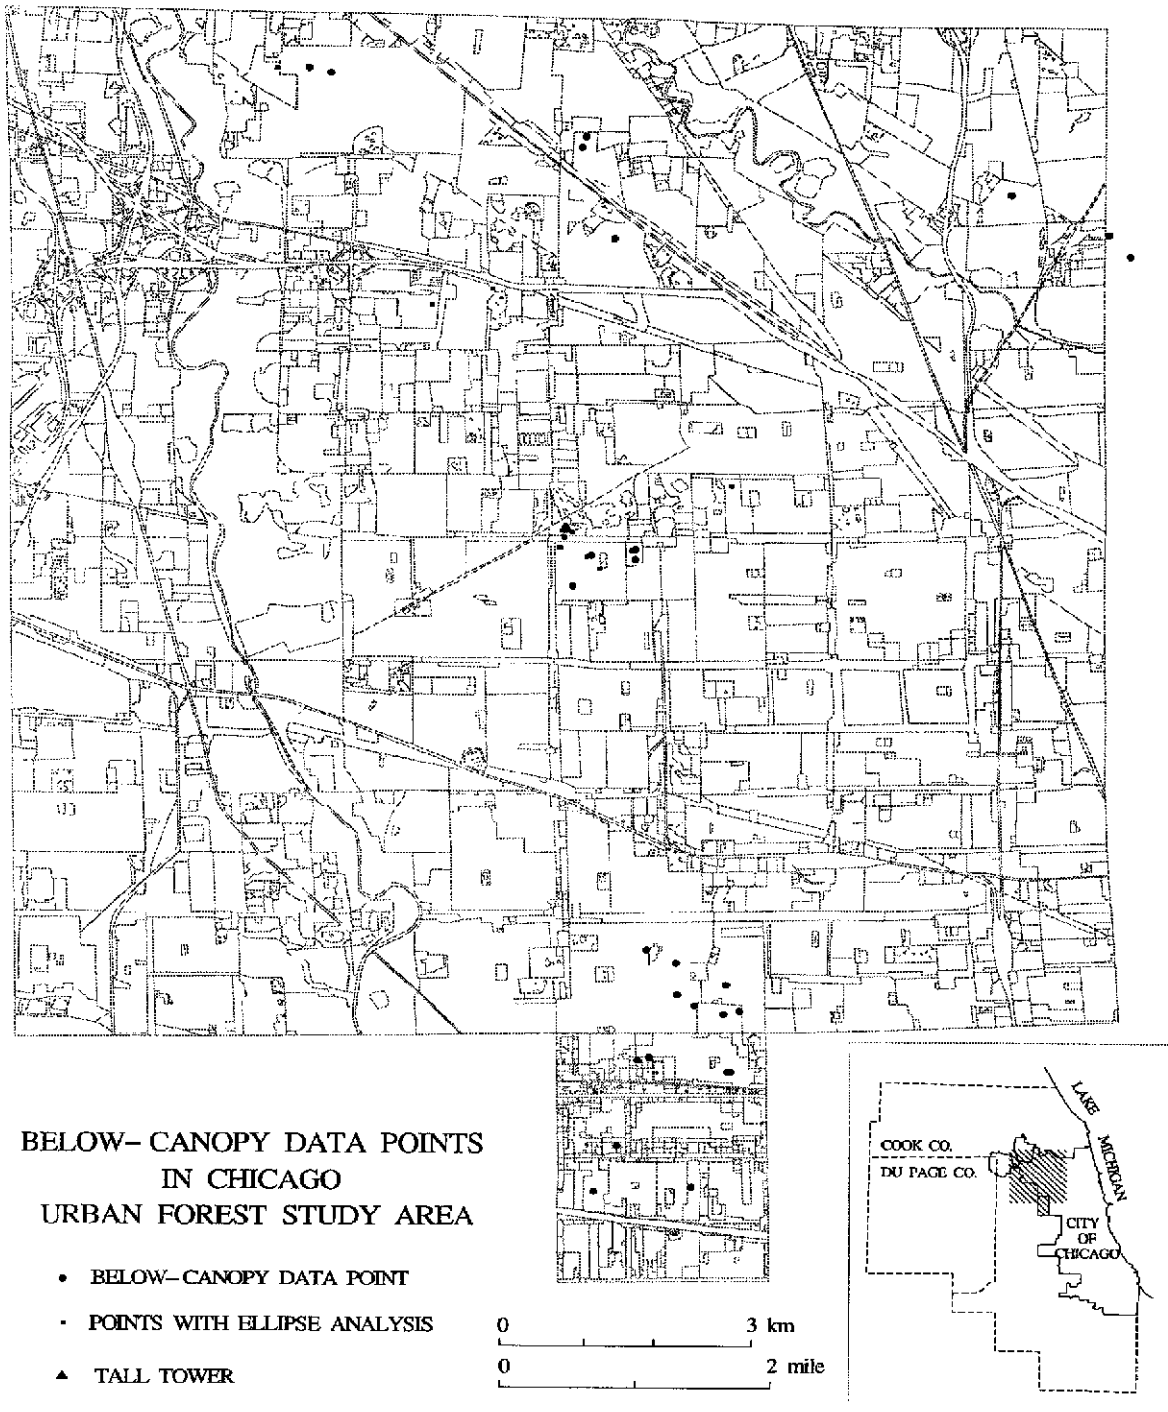 BELOW-CANOPY DATA POINTS
IN CHICAGO
URBAN FOREST STUDY AREA
BELOW-CANOPY DATA POINT
POINTS WITH ELLIPSE ANALYSIS
TALL TOWER
0 3 km
0 2 mile
LAKE MICHIGAN
COOK CO.
DU PAGE CO.
CITY
OF
CHICAGO